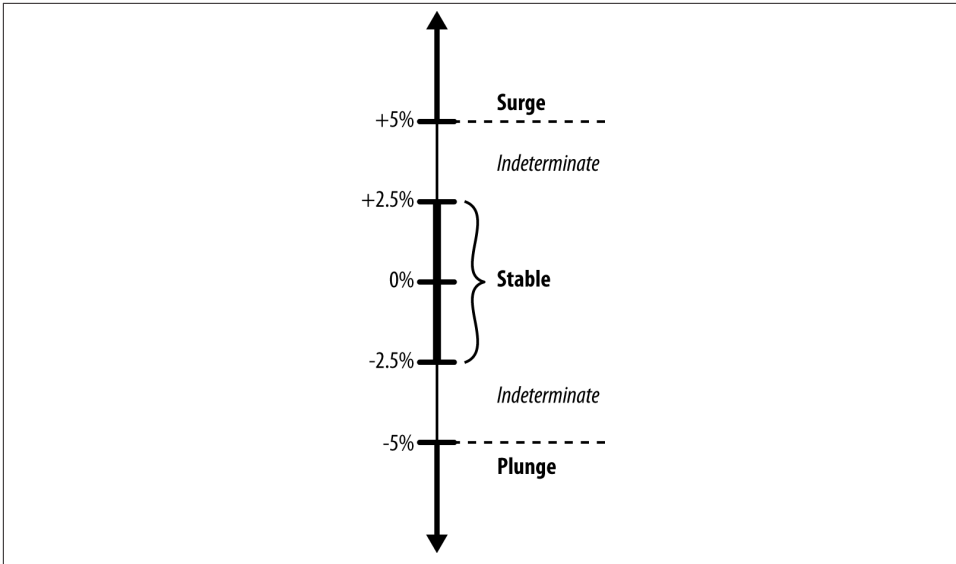 Surge
+5%
Indeterminate
+2.5%
0%
Stable
-2.5%
Indeterminate
-5%
Plunge